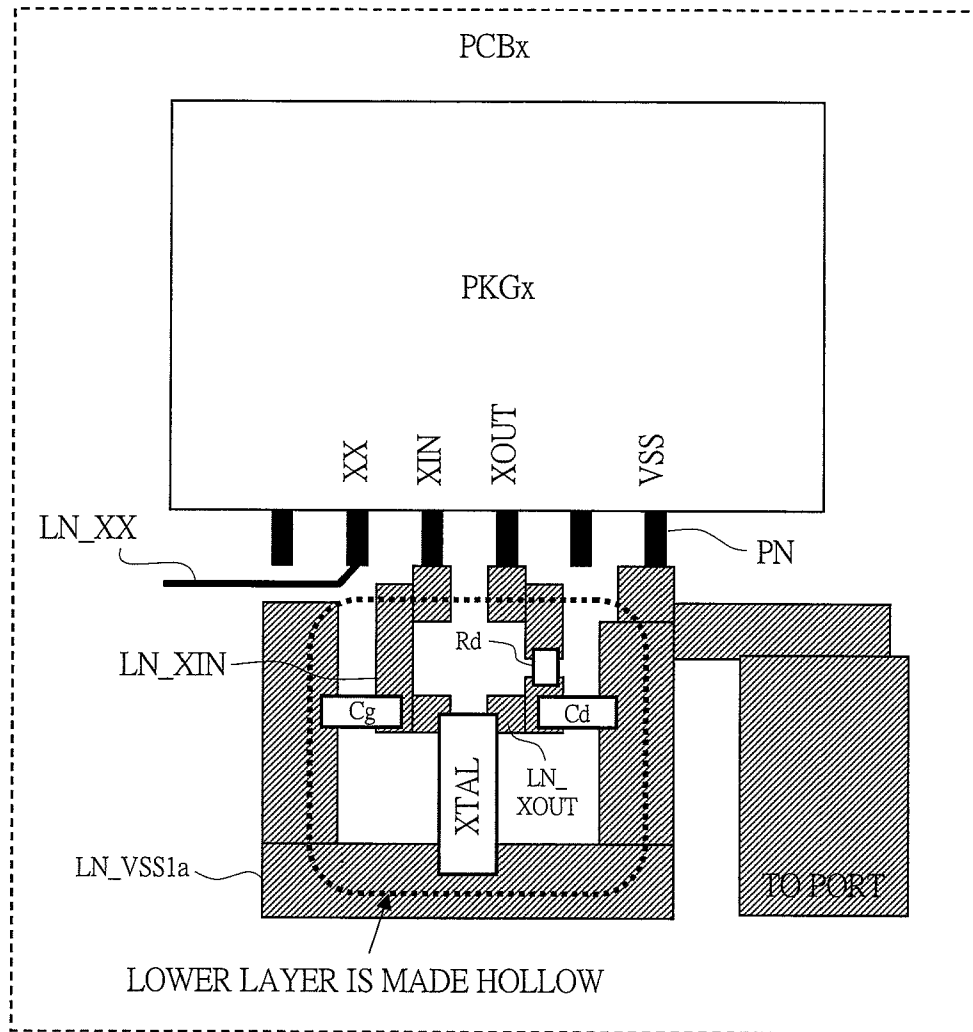 PCBx
PKGx
XX
XIN
XOUT
VSS
LN_XX
PN
LN_XIN
Rd
Cg
Cd
XTAL
LN_
XOUT
LN_VSS1a
TO PORT
LOWER LAYER IS MADE HOLLOW